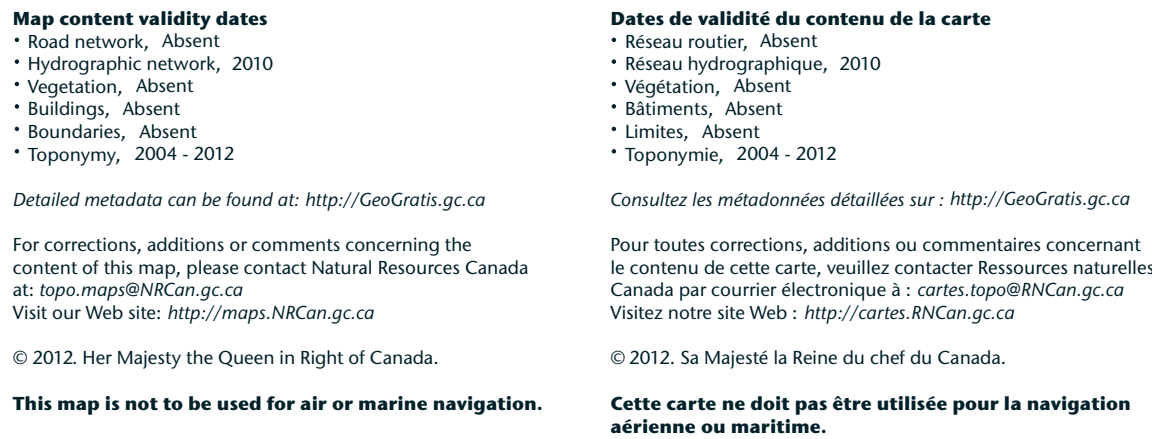 Map content validity dates
• Road network, Absent
• Hydrographic network, 2010
• Vegetation, Absent
• Buildings, Absent
• Boundaries, Absent
• Toponymy, 2004 - 2012
Detailed metadata can be found at: http://GeoGratis.gc.ca
For corrections, additions or comments concerning the
content of this map, please contact Natural Resources Canada
at: topo.maps@NRCan.gc.ca
Visit our Web site: http://maps.NRCan.gc.ca
© 2012. Her Majesty the Queen in Right of Canada.
This map is not to be used for air or marine navigation.
Dates de validité du contenu de la carte
• Réseau routier, Absent
• Réseau hydrographique, 2010
• Végétation, Absent
• Bâtiments, Absent
• Limites, Absent
• Toponymie, 2004 - 2012
Consultez les métadonnées détaillées sur : http://GeoGratis.gc.ca
Pour toutes corrections, additions ou commentaires concernant
le contenu de cette carte, veuillez contacter Ressources naturelles
Canada par courrier électronique à : cartes.topo@RNCan.gc.ca
Visitez notre site Web : http://cartes.RNCan.gc.ca
© 2012. Sa Majesté la Reine du chef du Canada.
Cette carte ne doit pas être utilisée pour la navigation
aérienne ou maritime.